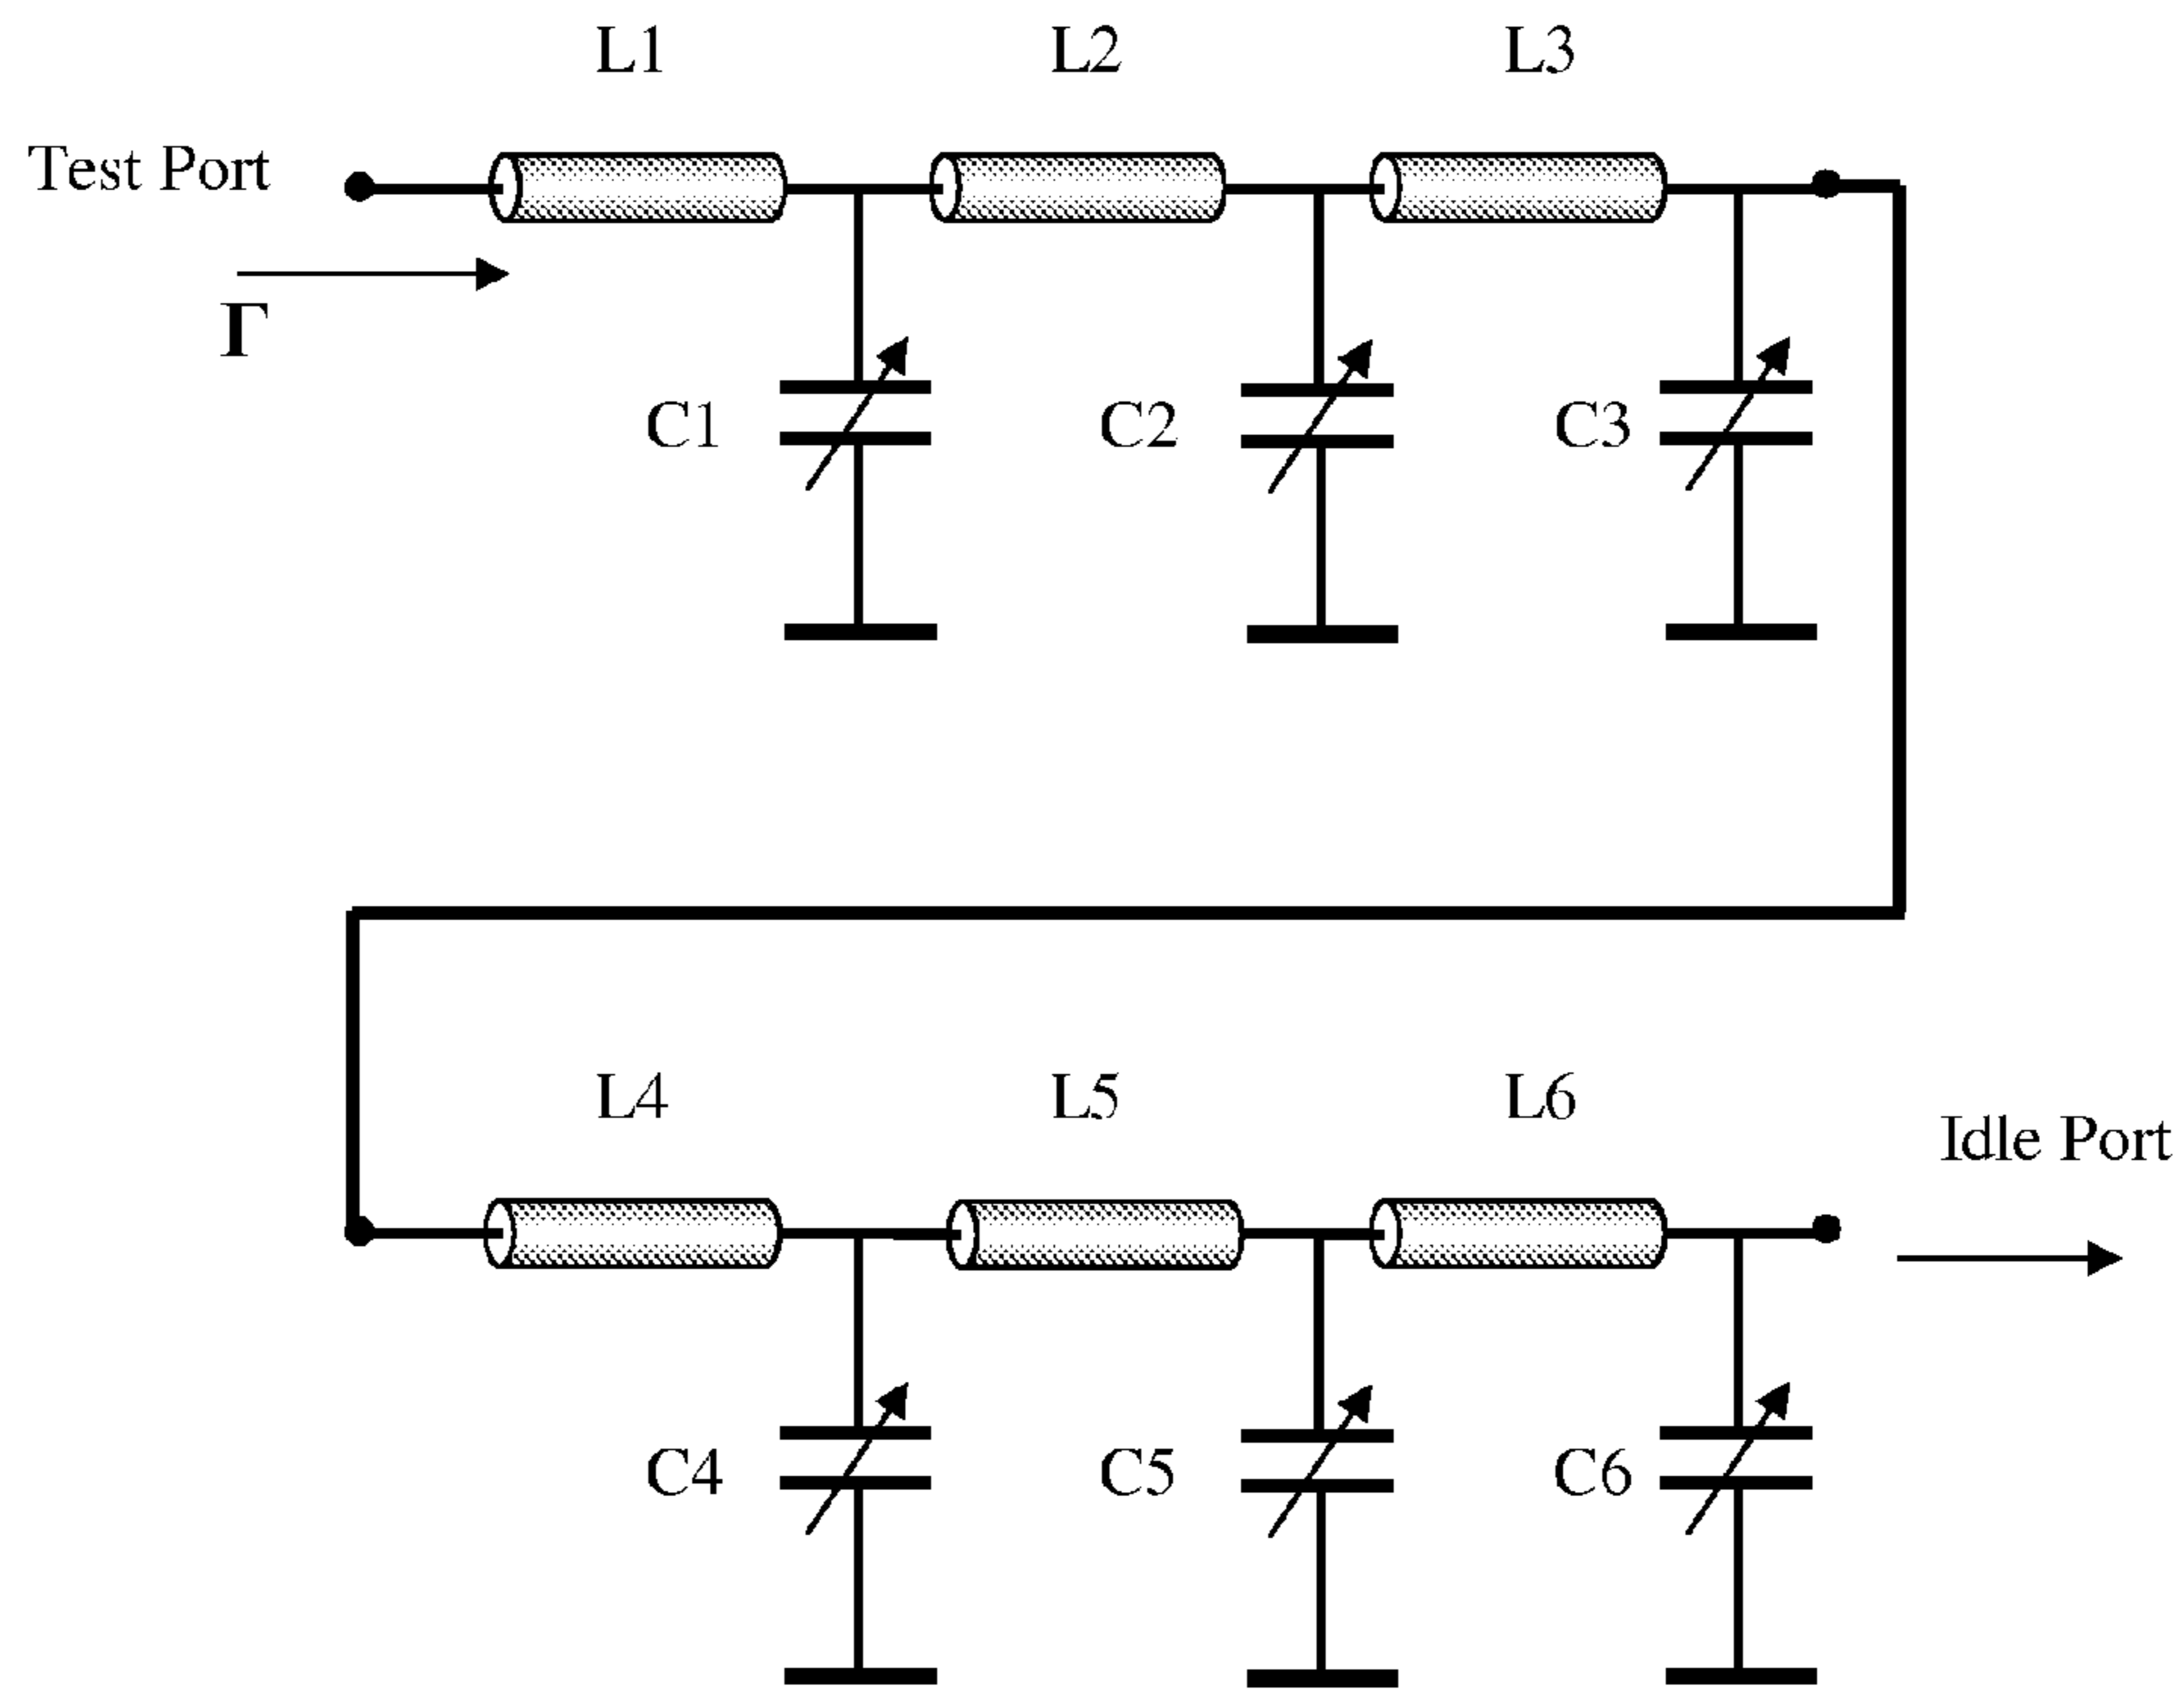 L1 L2 L3
Test Port
Γ
C1 C2 C3
L4 L5 L6
Idle Port
C4 C5 C6